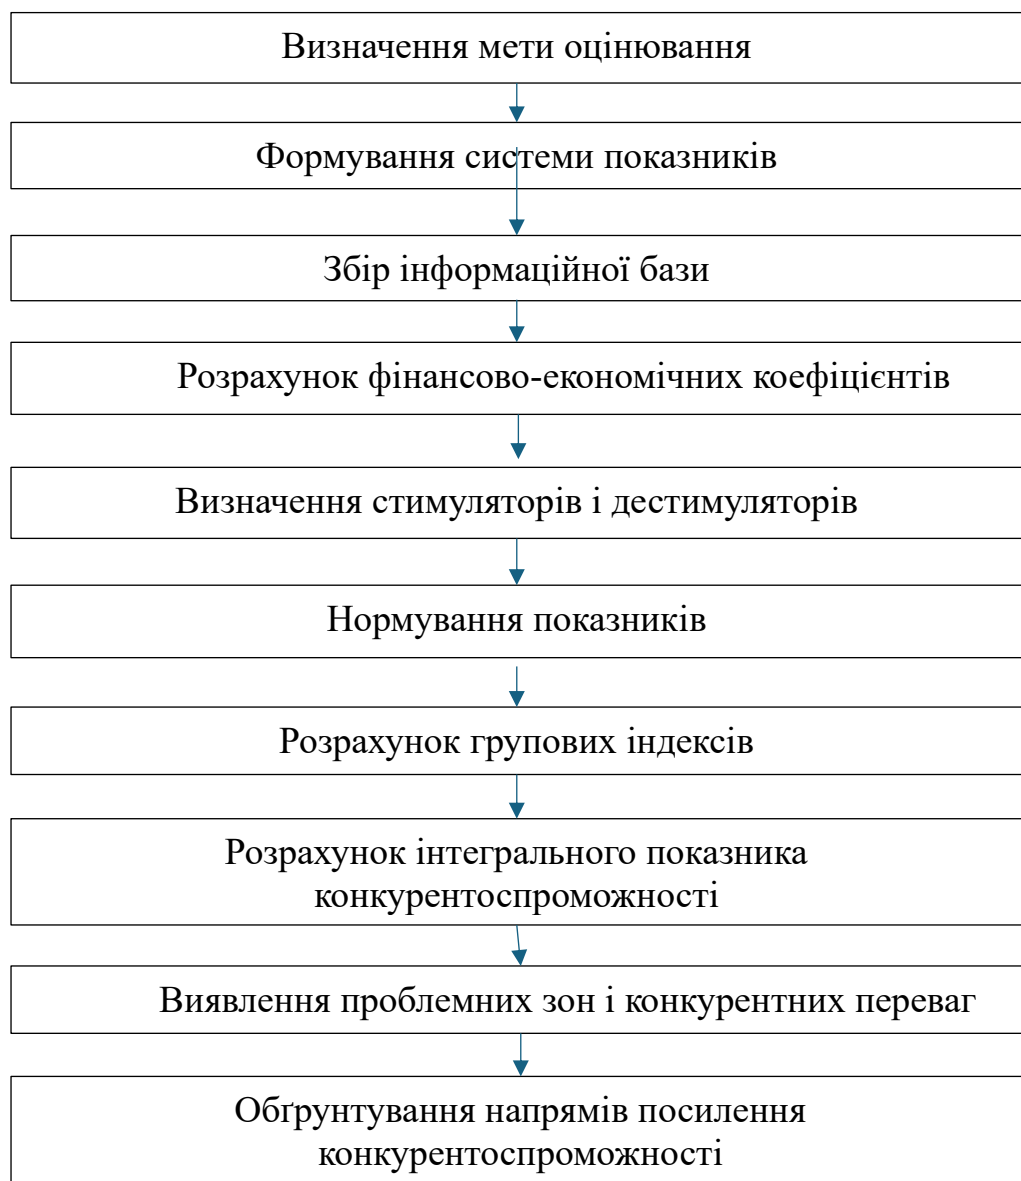 Визначення мети оцінювання
Формування системи показників
Збір інформаційної бази
Розрахунок фінансово-економічних коефіцієнтів
Визначення стимуляторів і дестимуляторів
Нормування показників
Розрахунок групових індексів
Розрахунок інтегрального показника
конкурентоспроможності
Виявлення проблемних зон і конкурентних переваг
Обґрунтування напрямів посилення
конкурентоспроможності